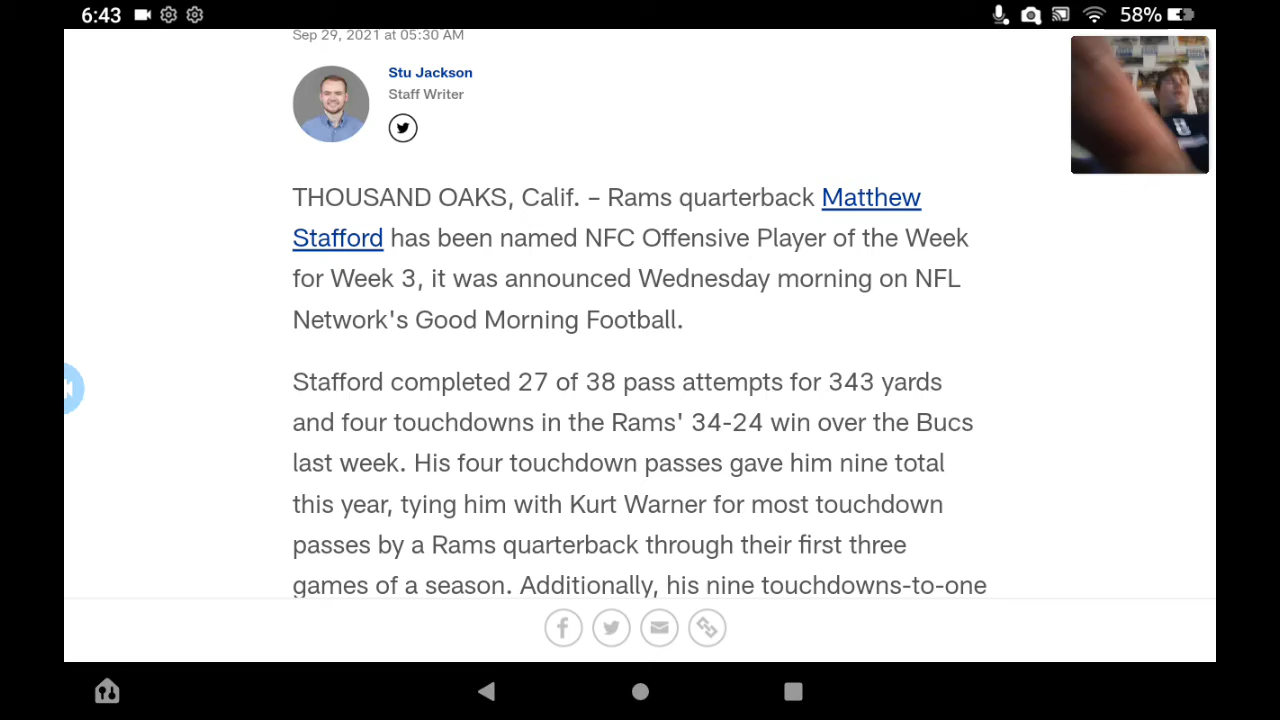 6:43 58%
Sep 29, 2021 at 05:30 AM
Stu Jackson
Staff Writer
THOUSAND OAKS, Calif. – Rams quarterback Matthew
Stafford has been named NFC Offensive Player of the Week
for Week 3, it was announced Wednesday morning on NFL
Network's Good Morning Football.
Stafford completed 27 of 38 pass attempts for 343 yards
and four touchdowns in the Rams' 34-24 win over the Bucs
last week. His four touchdown passes gave him nine total
this year, tying him with Kurt Warner for most touchdown
passes by a Rams quarterback through their first three
games of a season. Additionally, his nine touchdowns-to-one